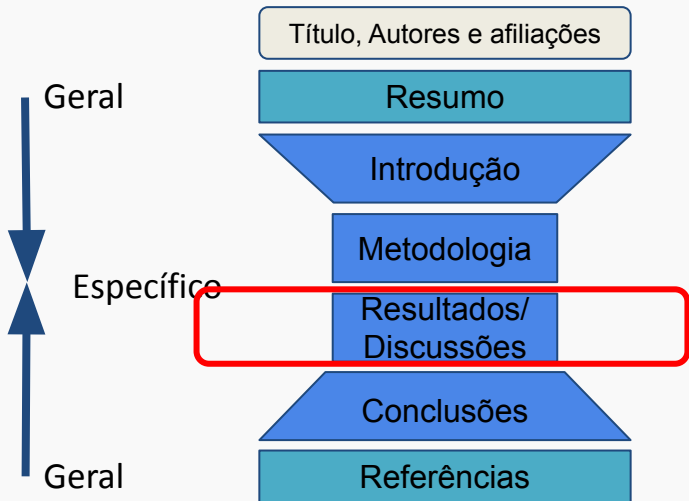 Título, Autores e afiliações
Geral
Resumo
Introdução
Metodologia
Específico
Resultados/
Discussões
Conclusões
Geral
Referências